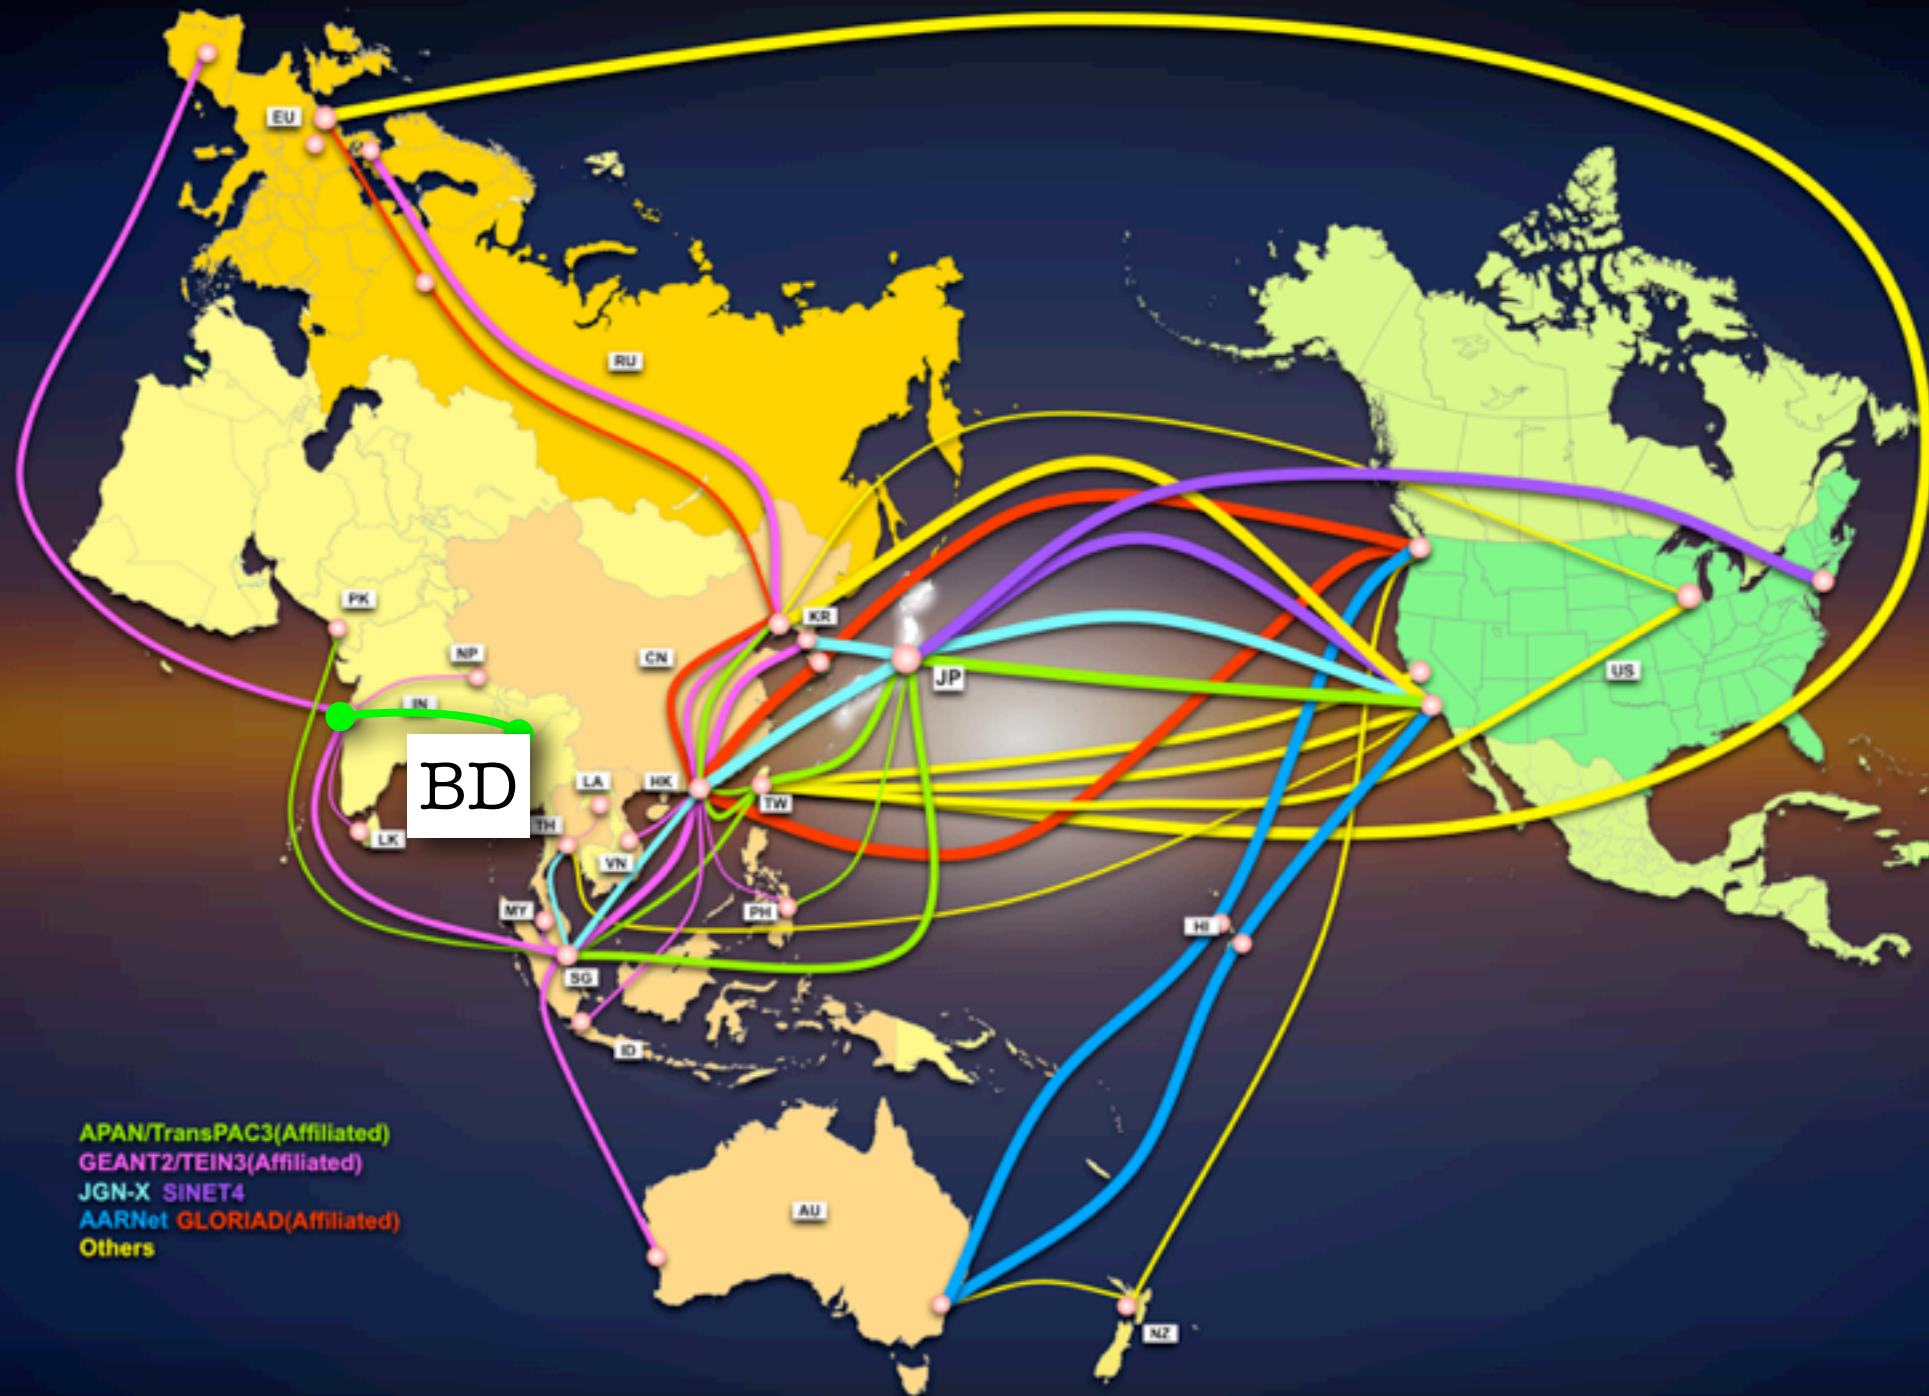 EU
RU
PK
NP
IN
CN
KR
JP
US
BD
LA
HK
TW
TH
LK
VN
MY
PH
HI
SG
ID
AU
NZ
APAN/TransPAC3(Affiliated)
GEANT2/TEIN3(Affiliated)
JGN-X SINET4
AARNet GLORIAD(Affiliated)
Others